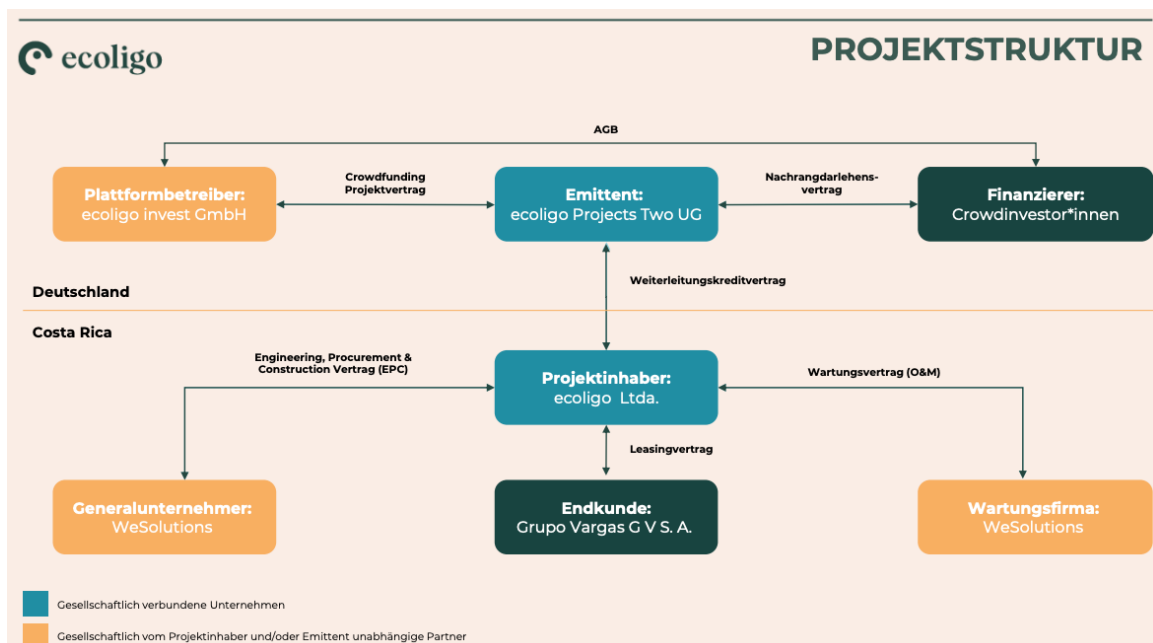 ecoligo
PROJEKTSTRUKTUR
AGB
Plattformbetreiber:
ecoligo invest GmbH
Crowdfunding
Projektvertrag
Emittent:
ecoligo Projects Two UG
Nachrangdarlehens-
vertrag
Finanzierer:
Crowdinvestor*innen
Weiterleitungskreditvertrag
Deutschland
Costa Rica
Engineering, Procurement &
Construction Vertrag (EPC)
Projektinhaber:
ecoligo Ltda.
Wartungsvertrag (O&M)
Leasingvertrag
Generalunternehmer:
WeSolutions
Endkunde:
Grupo Vargas G V S. A.
Wartungsfirma:
WeSolutions
Gesellschaftlich verbundene Unternehmen
Gesellschaftlich vom Projektinhaber und/oder Emittent unabhängige Partner